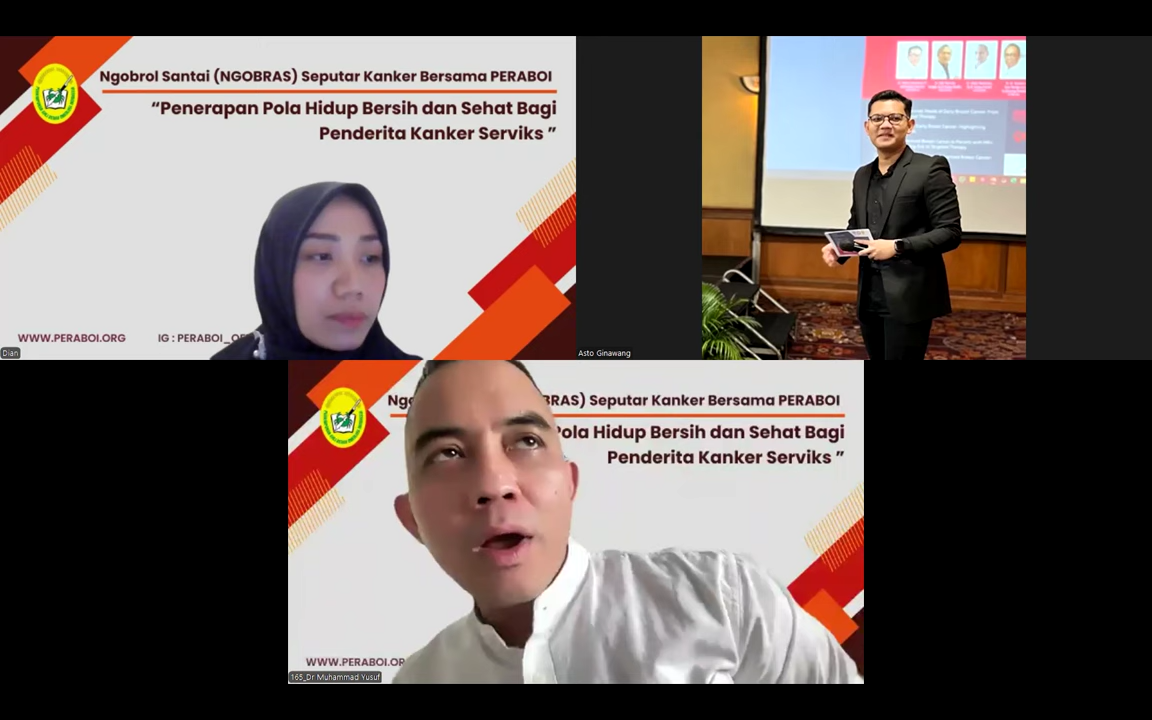 Ngobrol Santai (NGOBRAS) Seputar Kanker Bersama PERABOI
“Penerapan Pola Hidup Bersih dan Sehat Bagi
Penderita Kanker Serviks ”
WWW.PERABOI.ORG
IG : PERABOI_O
Dian
Asto Ginawang
BRAS) Seputar Kanker Bersama PERABOI
Pola Hidup Bersih dan Sehat Bagi
Penderita Kanker Serviks ”
WWW.PERABOI.OR
165_Dr Muhammad Yusuf